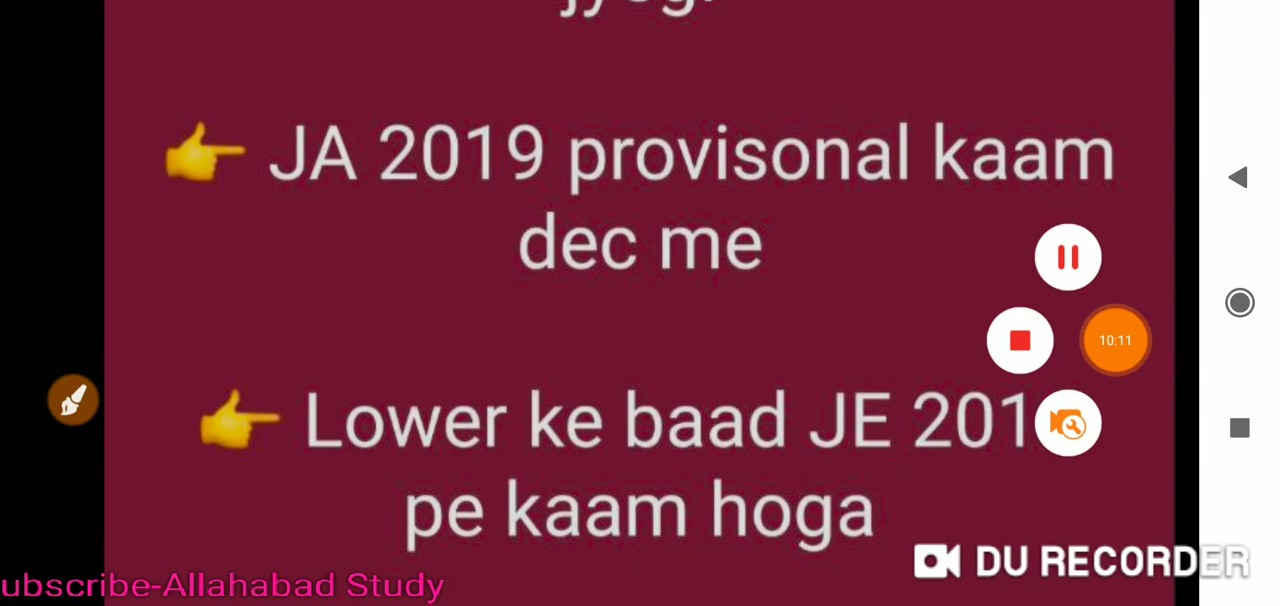 👉 JA 2019 provisonal kaam
dec me
10:11
👉 Lower ke baad JE 201
pe kaam hoga
DU RECORDER
ubscribe-Allahabad Study